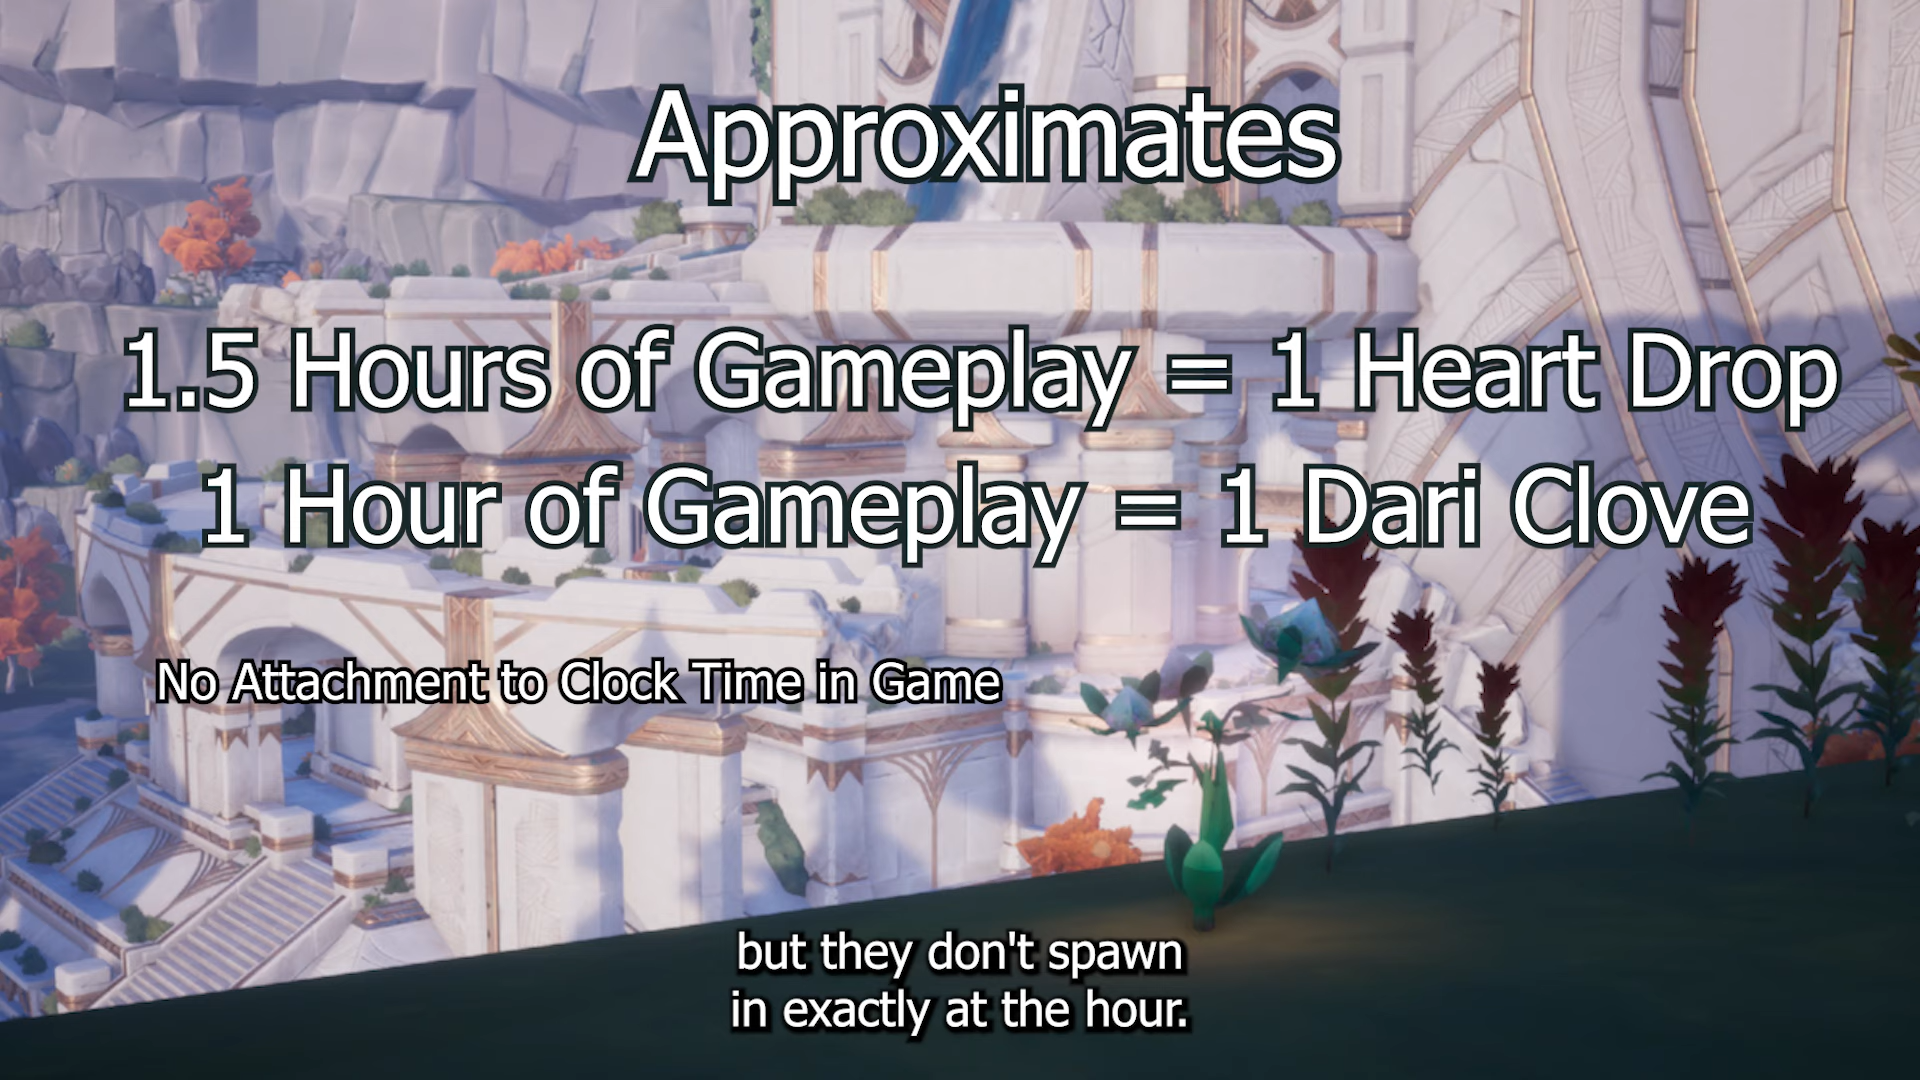 Approximates
1.5 Hours of Gameplay = 1 Heart Drop
1 Hour of Gameplay = 1 Dari Clove
No Attachment to Clock Time in Game
but they don't spawn
in exactly at the hour.